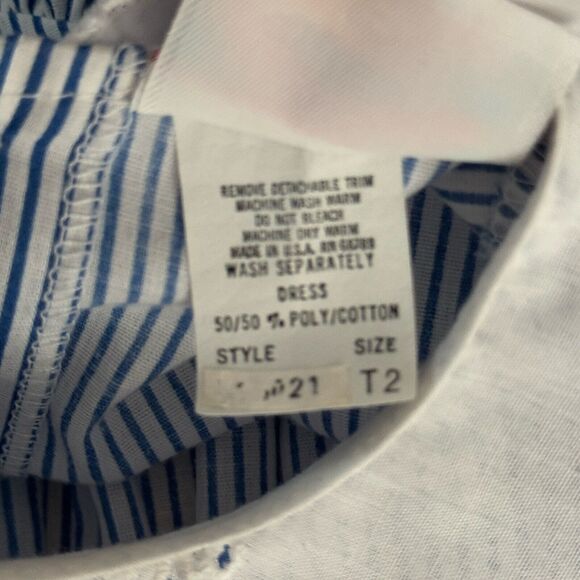 REMOVE DETACHABLE TRIM
MACHINE WASH WARM
DO NOT BLEACH
MACHINE DRY WARM
MADE IN U.S.A. RN
WASH SEPARATELY
DRESS
50/50 % POLY/COTTON
STYLE SIZE
21 T2